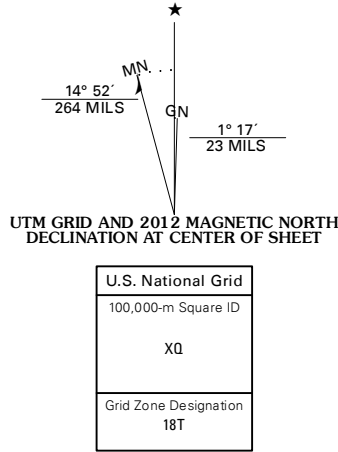 ★
MN
14° 52´
264 MILS
GN
1° 17´
23 MILS
UTM GRID AND 2012 MAGNETIC NORTH
DECLINATION AT CENTER OF SHEET
U.S. National Grid
100,000-m Square ID
XQ
Grid Zone Designation
18T